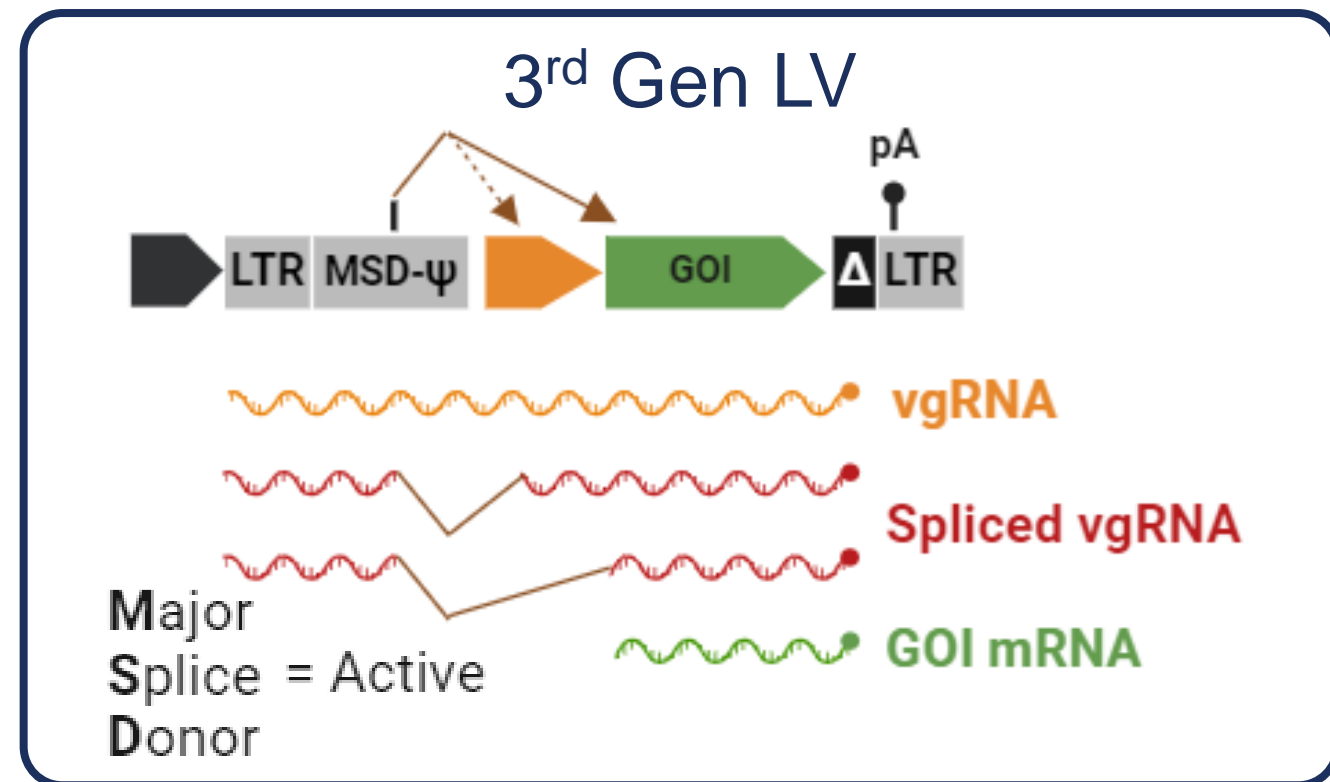 3rd Gen LV
pA
LTR MSD-ψ GOI Δ LTR
vgRNA
Spliced vgRNA
GOI mRNA
Major
Splice = Active
Donor